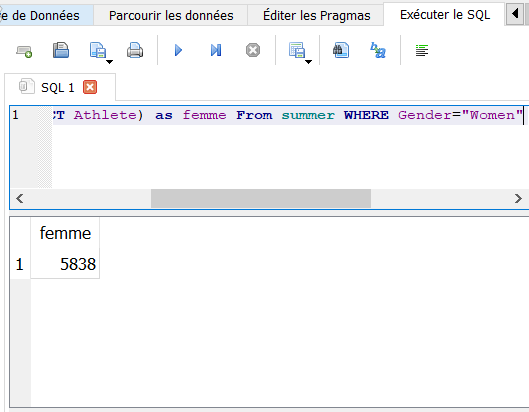 e de Données Parcourir les données Éditer les Pragmas Exécuter le SQL
SQL 1
1 CT Athlete) as femme From summer WHERE Gender="Women"
femme
1 5838